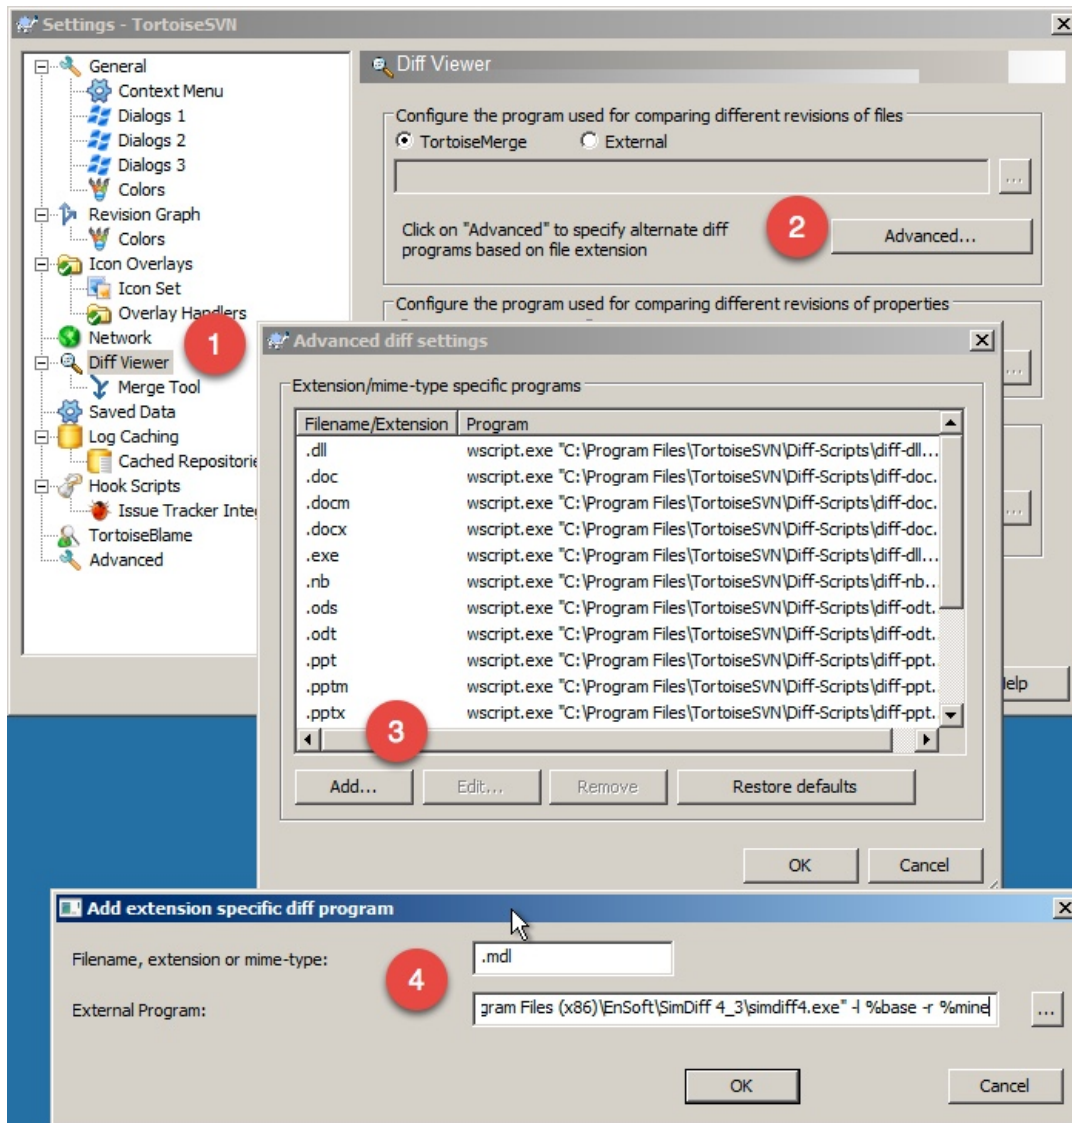 Settings - TortoiseSVN
General
Context Menu
Dialogs 1
Dialogs 2
Dialogs 3
Colors
Revision Graph
Colors
Icon Overlays
Icon Set
Overlay Handlers
Network
1
Diff Viewer
Merge Tool
Saved Data
Log Caching
Cached Repositorie
Hook Scripts
Issue Tracker Integ
TortoiseBlame
Advanced
Diff Viewer
Configure the program used for comparing different revisions of files
TortoiseMerge External
...
Click on "Advanced" to specify alternate diff
programs based on file extension
2
Advanced...
Configure the program used for comparing different revisions of properties
...
...
Help
Advanced diff settings
Extension/mime-type specific programs
Filename/Extension Program
.dll wscript.exe "C:\Program Files\TortoiseSVN\Diff-Scripts\diff-dll...
.doc wscript.exe "C:\Program Files\TortoiseSVN\Diff-Scripts\diff-doc.
.docm wscript.exe "C:\Program Files\TortoiseSVN\Diff-Scripts\diff-doc.
.docx wscript.exe "C:\Program Files\TortoiseSVN\Diff-Scripts\diff-doc.
.exe wscript.exe "C:\Program Files\TortoiseSVN\Diff-Scripts\diff-dll...
.nb wscript.exe "C:\Program Files\TortoiseSVN\Diff-Scripts\diff-nb...
.ods wscript.exe "C:\Program Files\TortoiseSVN\Diff-Scripts\diff-odt.
.odt wscript.exe "C:\Program Files\TortoiseSVN\Diff-Scripts\diff-odt.
.ppt wscript.exe "C:\Program Files\TortoiseSVN\Diff-Scripts\diff-ppt.
.pptm wscript.exe "C:\Program Files\TortoiseSVN\Diff-Scripts\diff-ppt.
.pptx wscript.exe "C:\Program Files\TortoiseSVN\Diff-Scripts\diff-ppt.
3
Add... Edit... Remove Restore defaults
OK Cancel
Add extension specific diff program
Filename, extension or mime-type: .mdl
4
External Program: gram Files (x86)\EnSoft\SimDiff 4_3\simdiff4.exe" -l %base -r %mine ...
OK Cancel